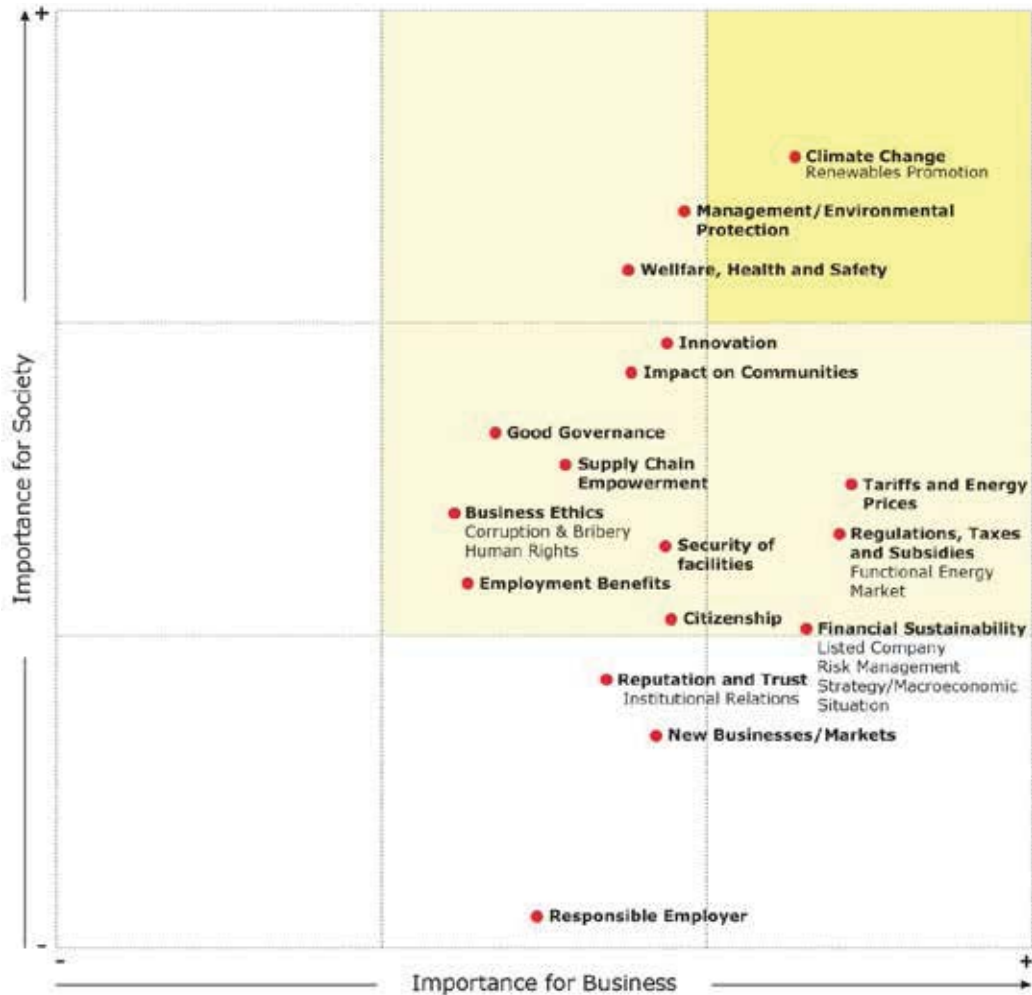 +
Climate Change
Renewables Promotion
Management/Environmental
Protection
Wellfare, Health and Safety
Innovation
Impact on Communities
Good Governance
Supply Chain
Empowerment
Tariffs and Energy
Prices
Business Ethics
Corruption & Bribery
Human Rights
Regulations, Taxes
and Subsidies
Functional Energy
Market
Security of
facilities
Employment Benefits
Citizenship
Financial Sustainability
Listed Company
Risk Management
Strategy/Macroeconomic
Situation
Reputation and Trust
Institutional Relations
New Businesses/Markets
Responsible Employer
Importance for Society
-
-
+
Importance for Business